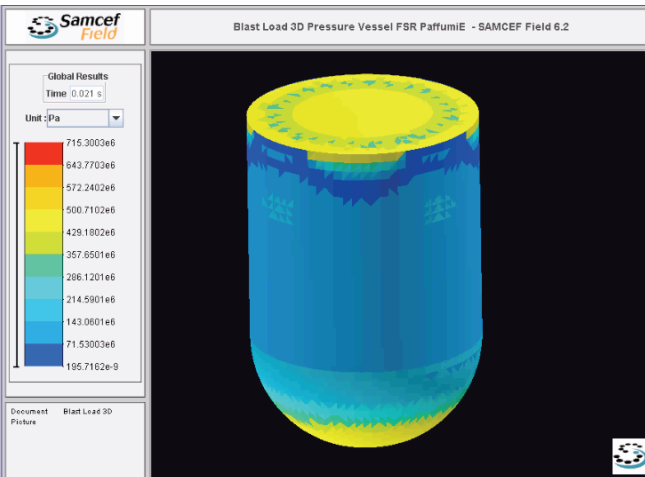 Samcef
Field
Blast Load 3D Pressure Vessel FSR PaffumiE - SAMCEF Field 6.2
Global Results
Time 0.021 s
Unit : Pa
715.3003e6
643.7703e6
572.2402e6
500.7102e6
429.1802e6
357.6501e6
286.1201e6
214.5901e6
143.0601e6
71.53003e6
195.7162e-9
Document Blast Load 3D
Picture